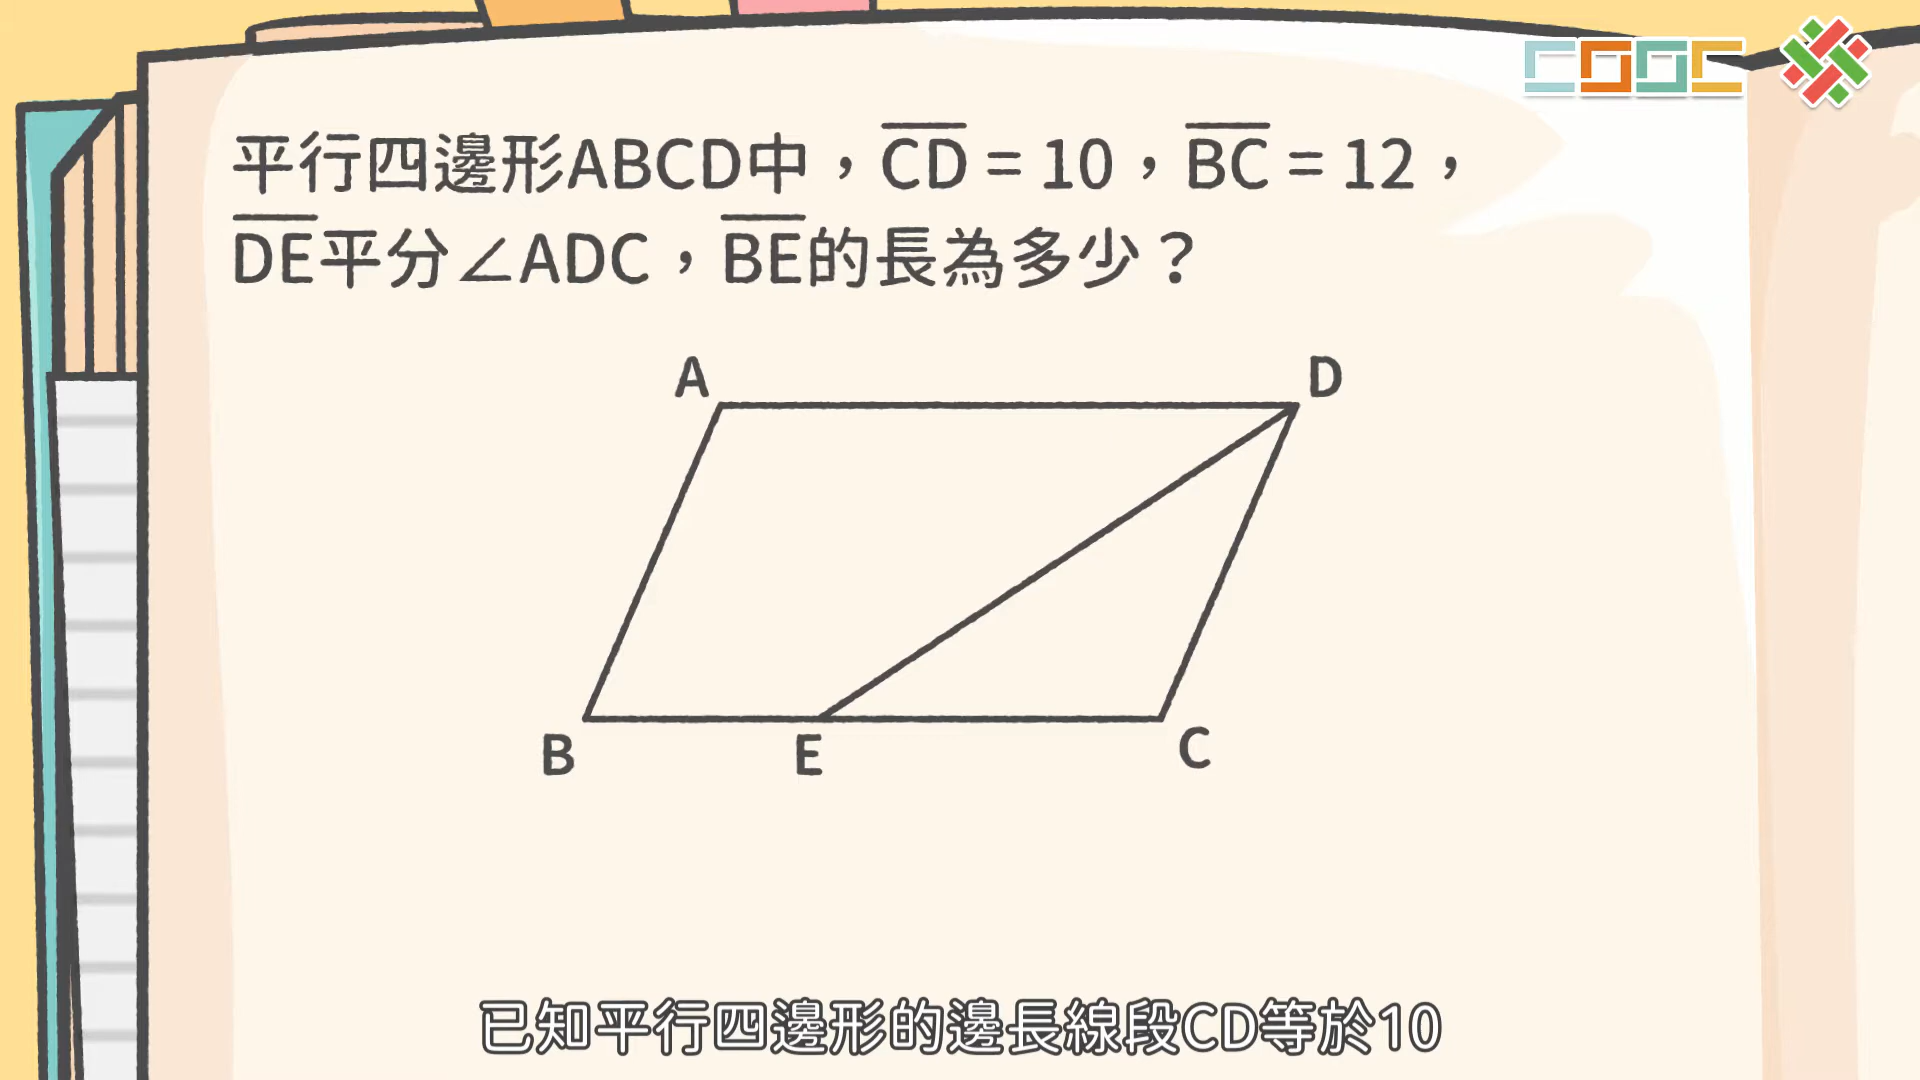 COOC
平行四邊形ABCD中，CD = 10，BC = 12，
DE平分∠ADC，BE的長為多少？
A
D
B
E
C
已知平行四邊形的邊長線段CD等於10